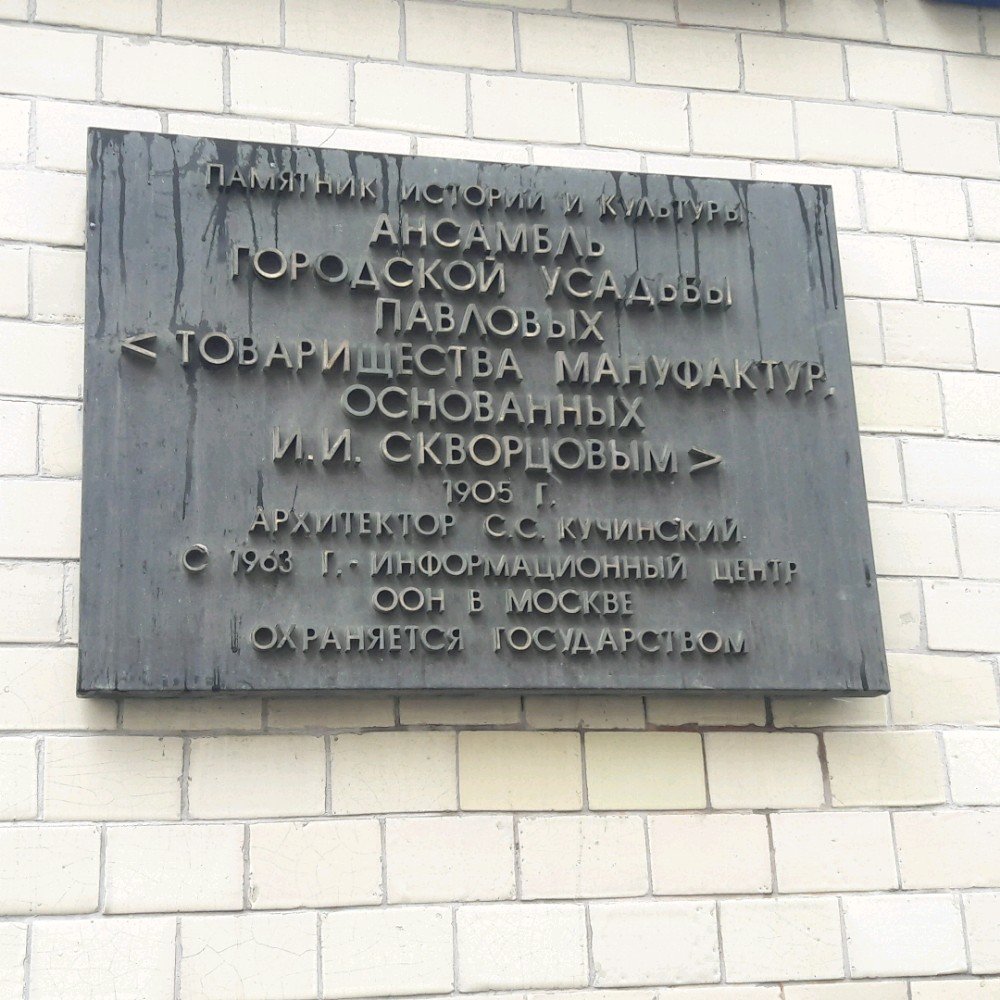 ПАМЯТНИК ИСТОРИИ И КУЛЬТУРЫ
АНСАМБЛЬ
ГОРОДСКОЙ УСАДЬБЫ
ПАВЛОВЫХ
< ТОВАРИЩЕСТВА МАНУФАКТУР,
ОСНОВАННЫХ
И.И. СКВОРЦОВЫМ >
1905 Г.
АРХИТЕКТОР С.С. КУЧИНСКИЙ
С 1963 Г.- ИНФОРМАЦИОННЫЙ ЦЕНТР
ООН В МОСКВЕ
ОХРАНЯЕТСЯ ГОСУДАРСТВОМ